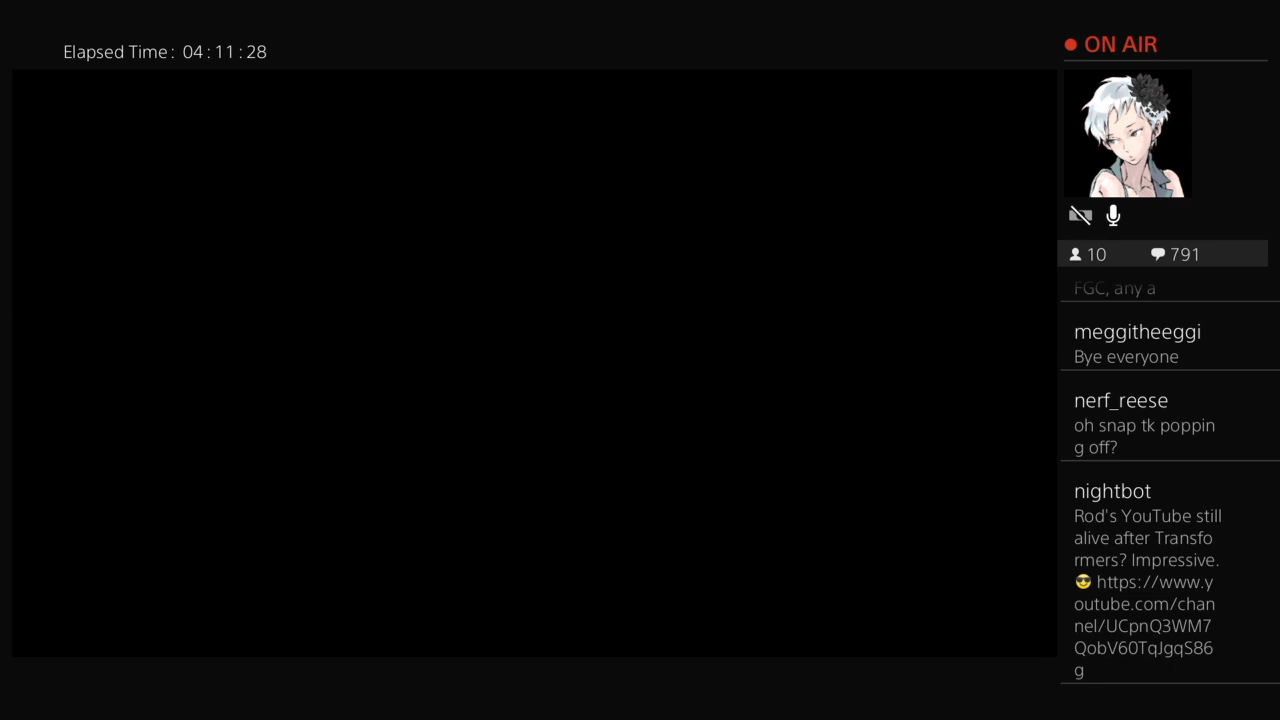 Elapsed Time: 04:11:28
ON AIR
10 791
FGC, any a
meggitheeggi
Bye everyone
nerf_reese
oh snap tk poppin
g off?
nightbot
Rod's YouTube still
alive after Transfo
rmers? Impressive.
😎 https://www.y
outube.com/chan
nel/UCpnQ3WM7
QobV60TqJgqS86
g